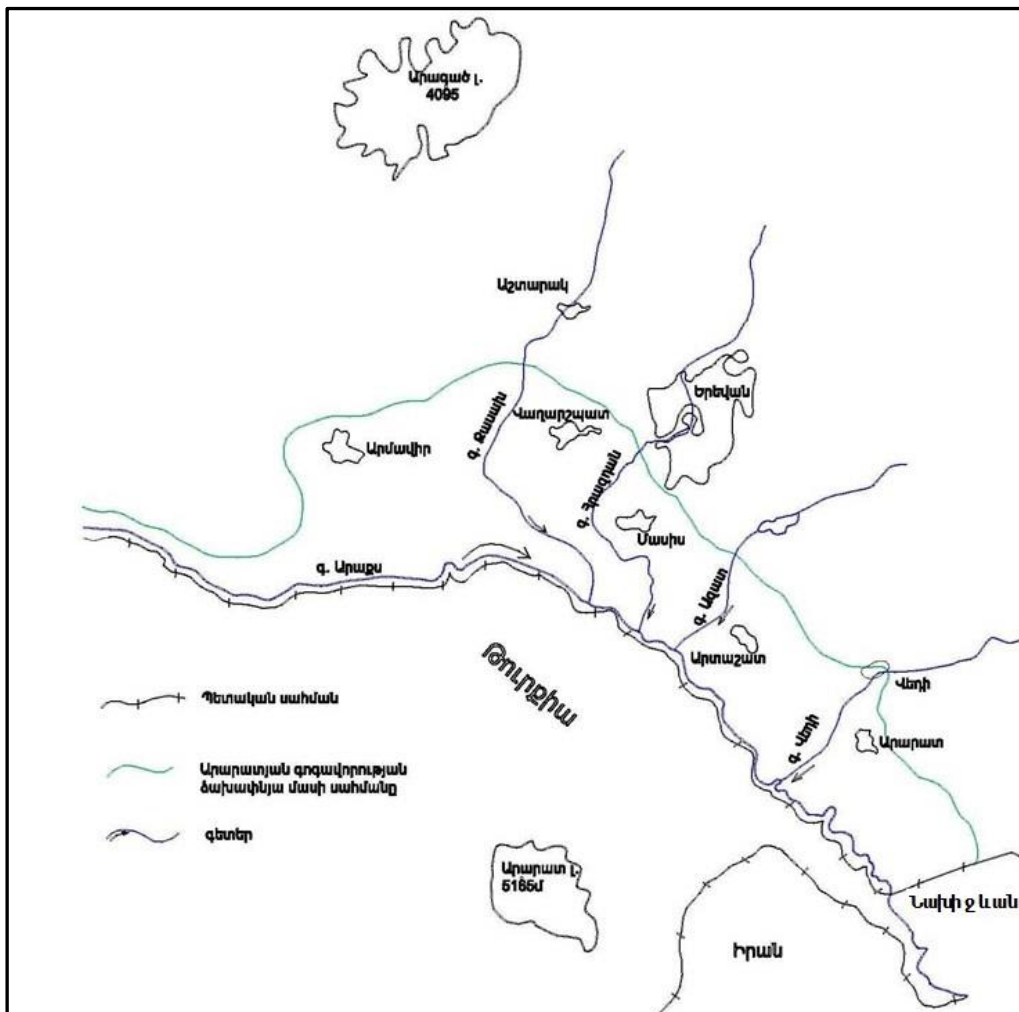 Արագած լ.
4095
Աշտարակ
Երևան
Վաղարշպատ
գ. Քասախ
Արմավիր
գ. Հրազդան
Մասիս
գ. Արաքս
գ. Ազատ
Արտաշատ
Թուրքիա
Վեդի
Պետական սահման
գ. Վեդի
Արարատ
Արարատյան գոգավորության
ձախափնյա մասի սահմանը
գետեր
Արարատ լ.
5165մ
Նախիջևան
Իրան